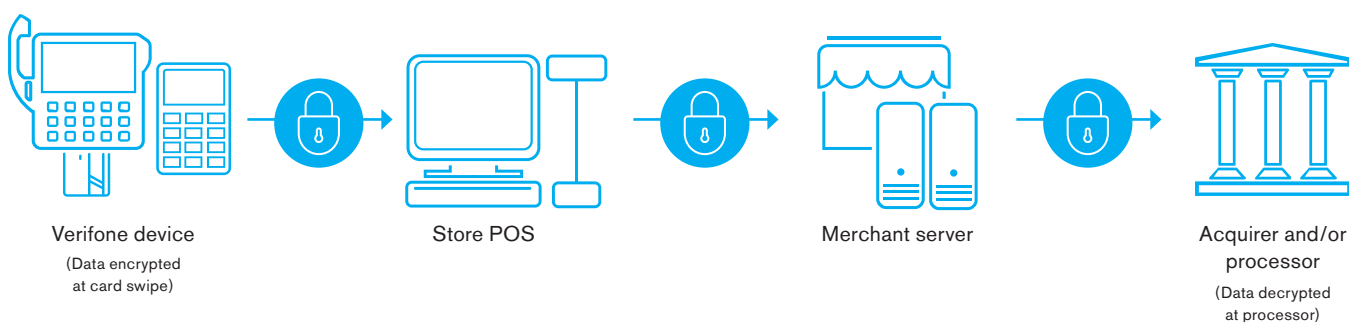 Verifone device
(Data encrypted
at card swipe)
Store POS
Merchant server
Acquirer and/or
processor
(Data decrypted
at processor)